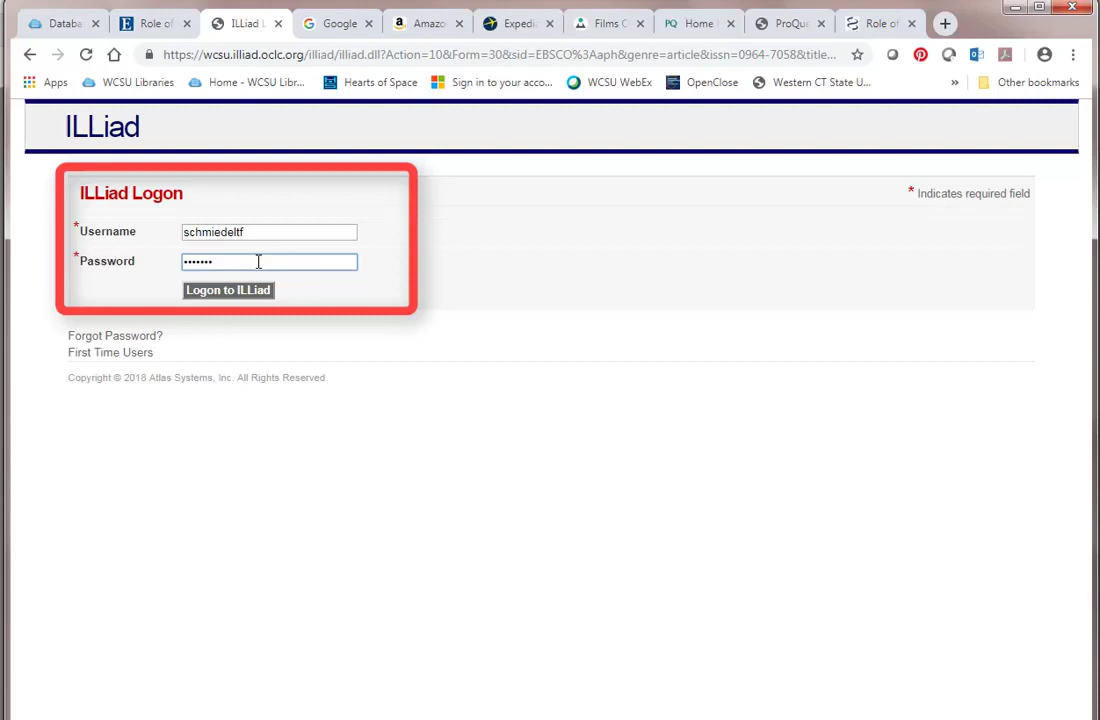 Databa
Role of
ILLiad L
Google
Amazo
Expedi
Films C
PQ Home
ProQue
Role of
https://wcsu.illiad.oclc.org/illiad/illiad.dll?Action=10&Form=30&sid=EBSCO%3Aaph&genre=article&issn=0964-7058&title...
Apps
WCSU Libraries
Home - WCSU Libr...
Hearts of Space
Sign in to your acco...
WCSU WebEx
OpenClose
Western CT State U...
» Other bookmarks
ILLiad
ILLiad Logon
* Indicates required field
*Username schmiedeltf
*Password •••••••
Logon to ILLiad
Forgot Password?
First Time Users
Copyright © 2018 Atlas Systems, Inc. All Rights Reserved.